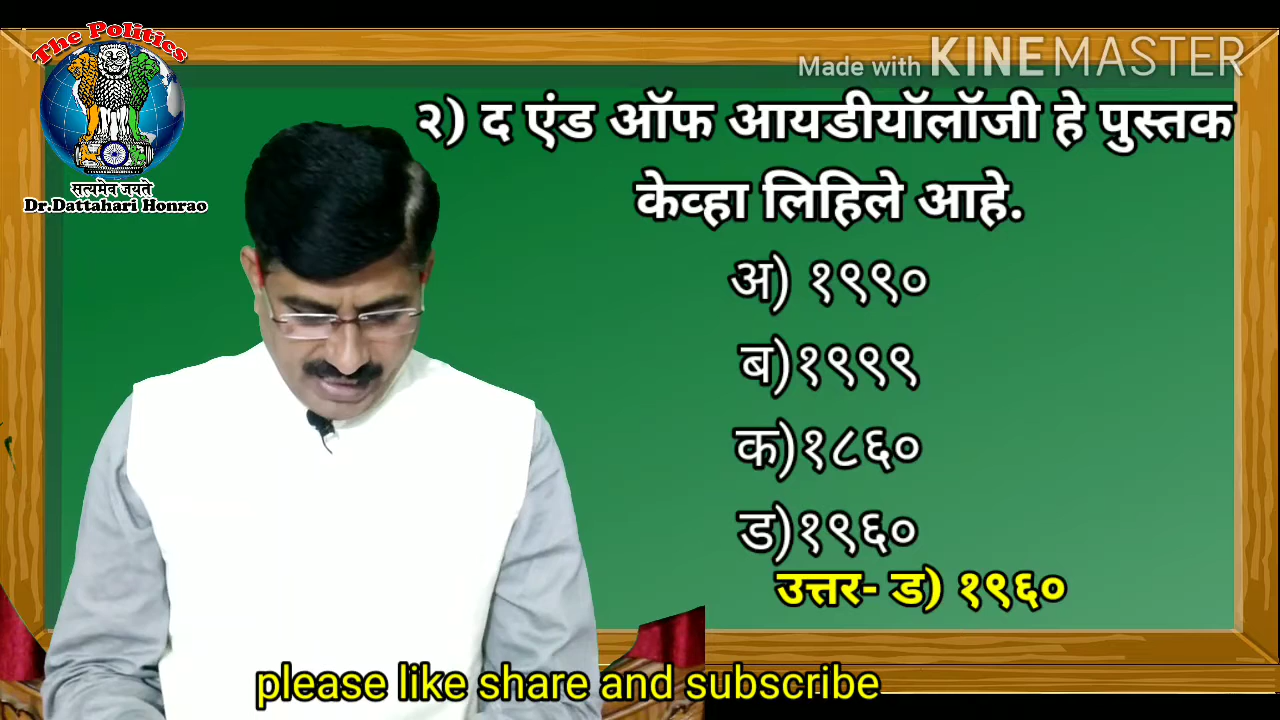 The Politics
सत्यमेव जयते
Dr.Dattahari Honrao
Made with KINEMASTER
२) द एंड ऑफ आयडीयॉलॉजी हे पुस्तक
केव्हा लिहिले आहे.
अ) १९९०
ब)१९९९
क)१८६०
ड)१९६०
उत्तर- ड) १९६०
please like share and subscribe